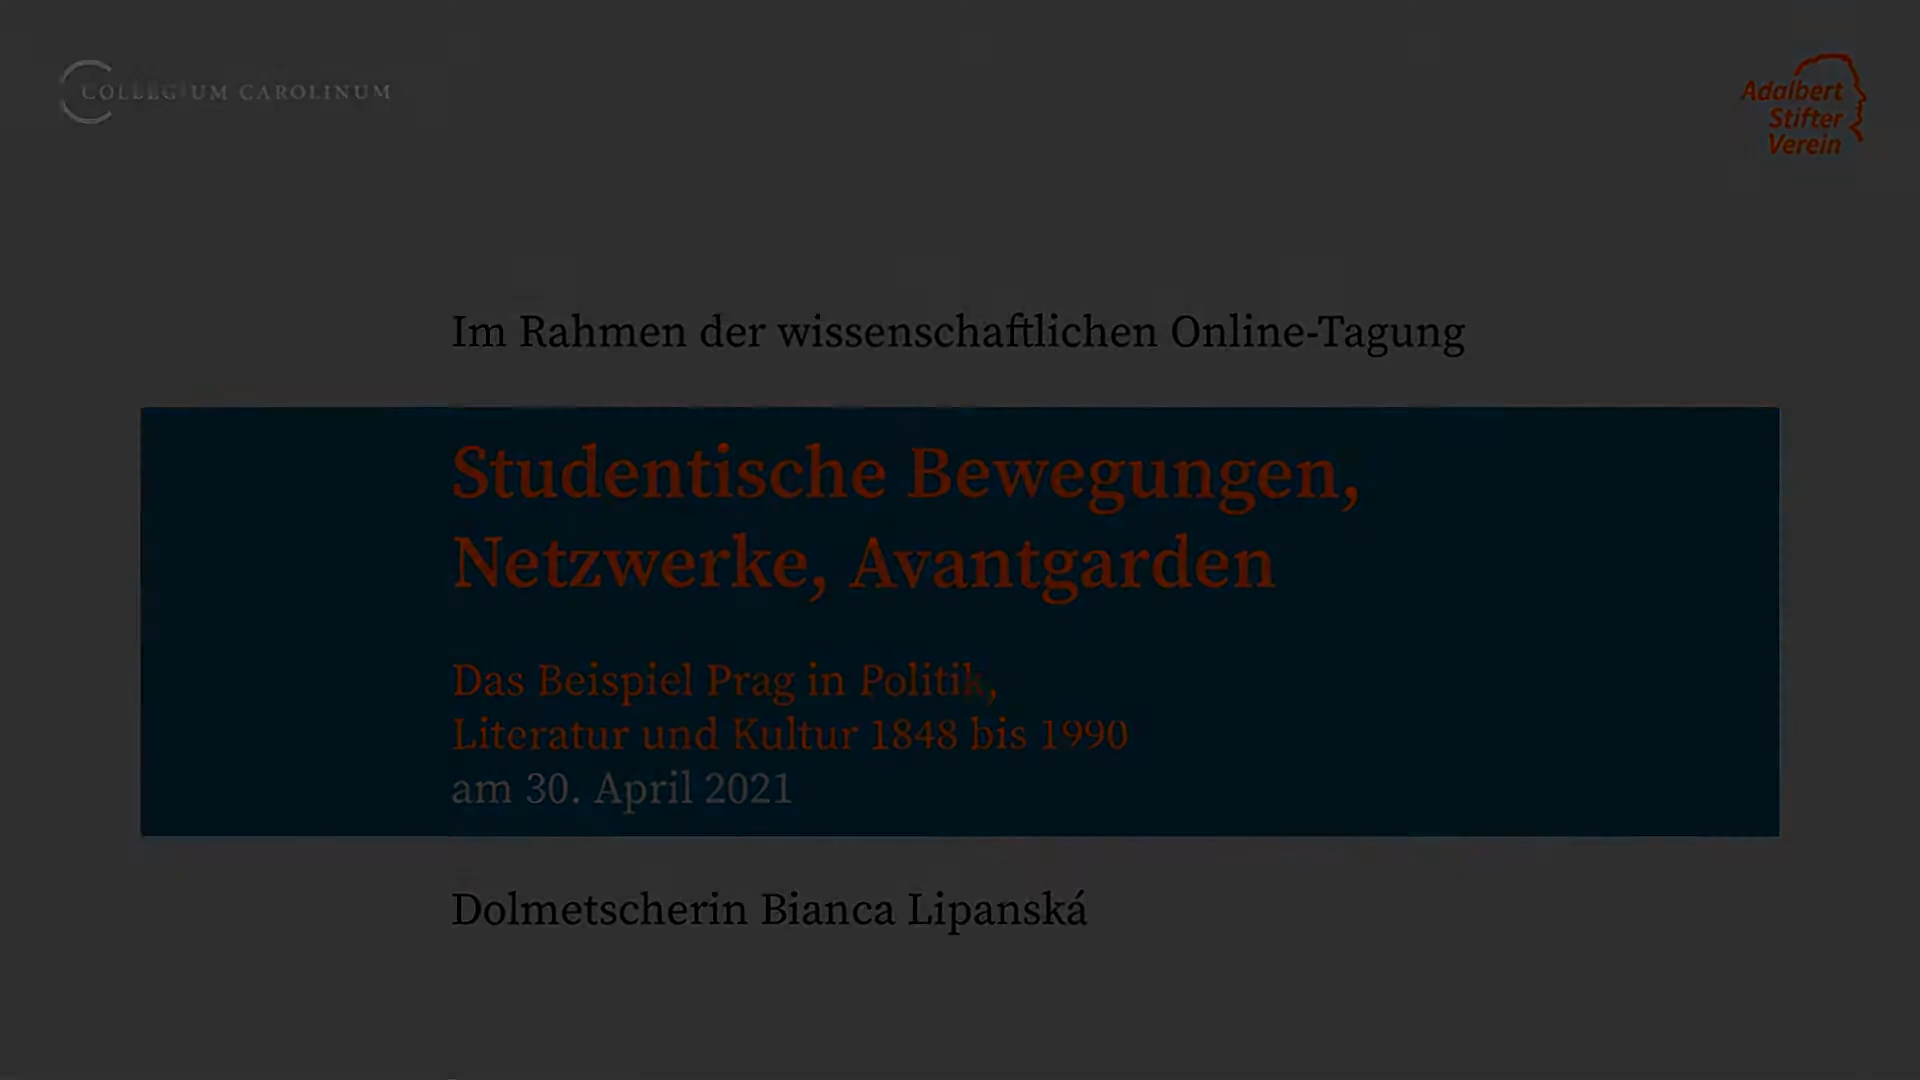 COLLEGIUM CAROLINUM
Adalbert
Stifter
Verein
Im Rahmen der wissenschaftlichen Online-Tagung
Studentische Bewegungen,
Netzwerke, Avantgarden
Das Beispiel Prag in Politik,
Literatur und Kultur 1848 bis 1990
am 30. April 2021
Dolmetscherin Bianca Lipanská